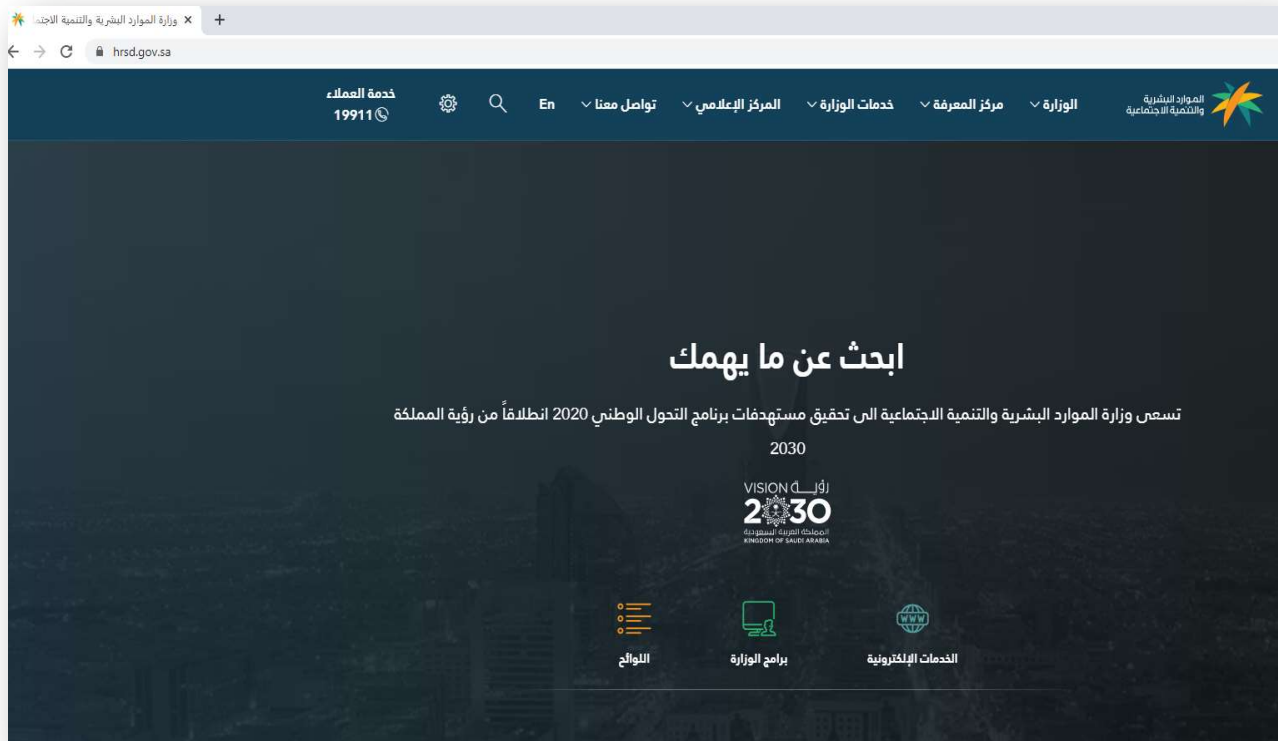 وزارة الموارد البشرية والتنمية الاجتما
hrsd.gov.sa
الموارد البشرية
والتنمية الاجتماعية
الوزارة
مركز المعرفة
خدمات الوزارة
المركز الإعلامي
تواصل معنا
En
خدمة العملاء
19911
ابحث عن ما يهمك
تسعى وزارة الموارد البشرية والتنمية الاجتماعية الى تحقيق مستهدفات برنامج التحول الوطني 2020 انطلاقاً من رؤية المملكة
2030
VISION رؤيــــة
2030
المملكة العربية السعودية
KINGDOM OF SAUDI ARABIA
WWW
الخدمات الإلكترونية
برامج الوزارة
اللوائح